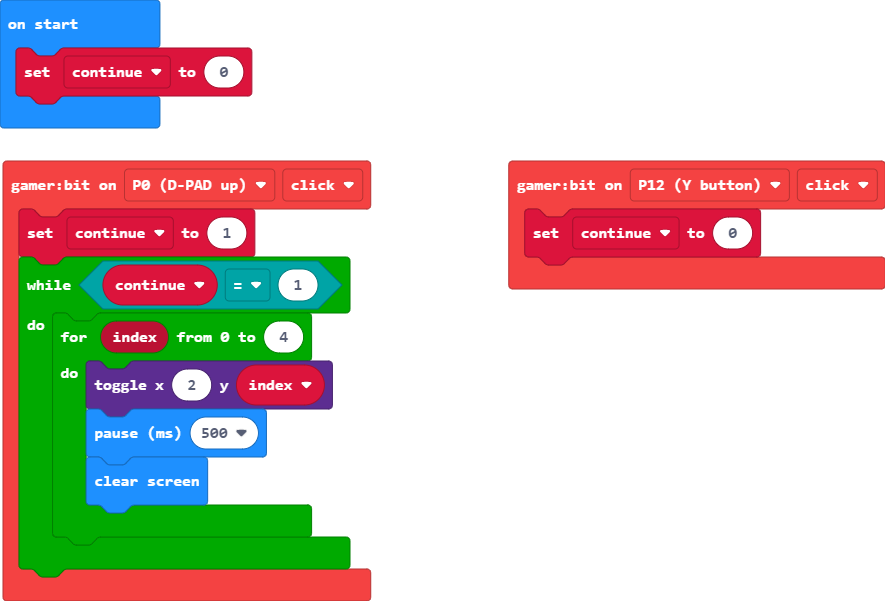 on start
set continue to 0
gamer:bit on P0 (D-PAD up) click
set continue to 1
while continue = 1
do
for index from 0 to 4
do
toggle x 2 y index
pause (ms) 500
clear screen
gamer:bit on P12 (Y button) click
set continue to 0